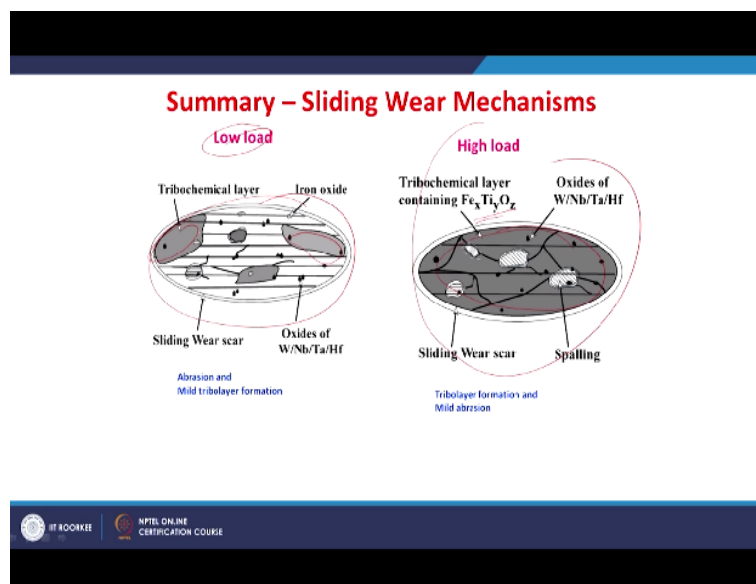 Summary – Sliding Wear Mechanisms
Low load
High load
Tribochemical layer
Iron oxide
Sliding Wear scar
Oxides of
W/Nb/Ta/Hf
Abrasion and
Mild tribolayer formation
Tribochemical layer
containing FexTiyOz
Oxides of
W/Nb/Ta/Hf
Sliding Wear scar
Spalling
Tribolayer formation and
Mild abrasion
IIT ROORKEE
NPTEL ONLINE
CERTIFICATION COURSE